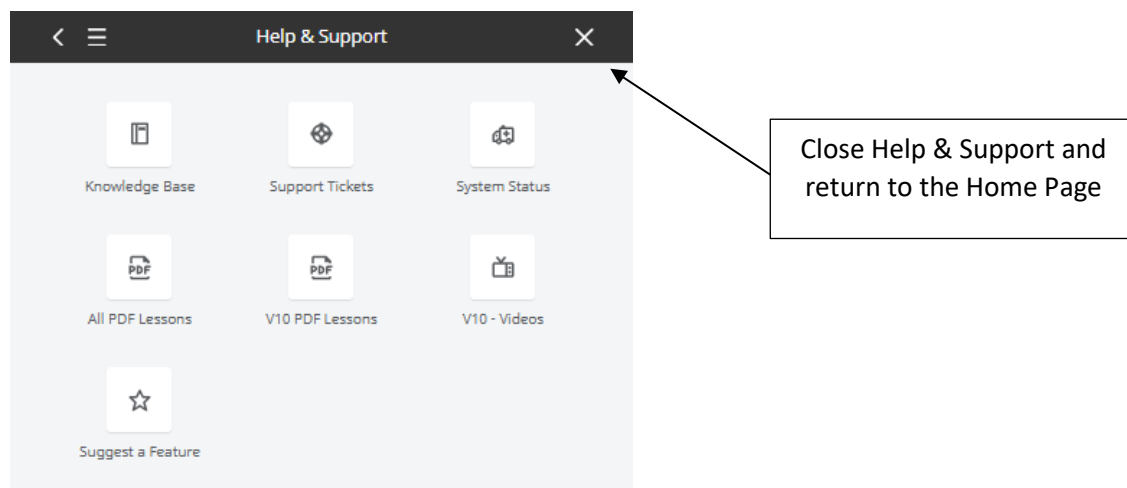 Help & Support
Close Help & Support and
return to the Home Page
Knowledge Base
Support Tickets
System Status
PDF
PDF
All PDF Lessons
V10 PDF Lessons
V10 - Videos
Suggest a Feature